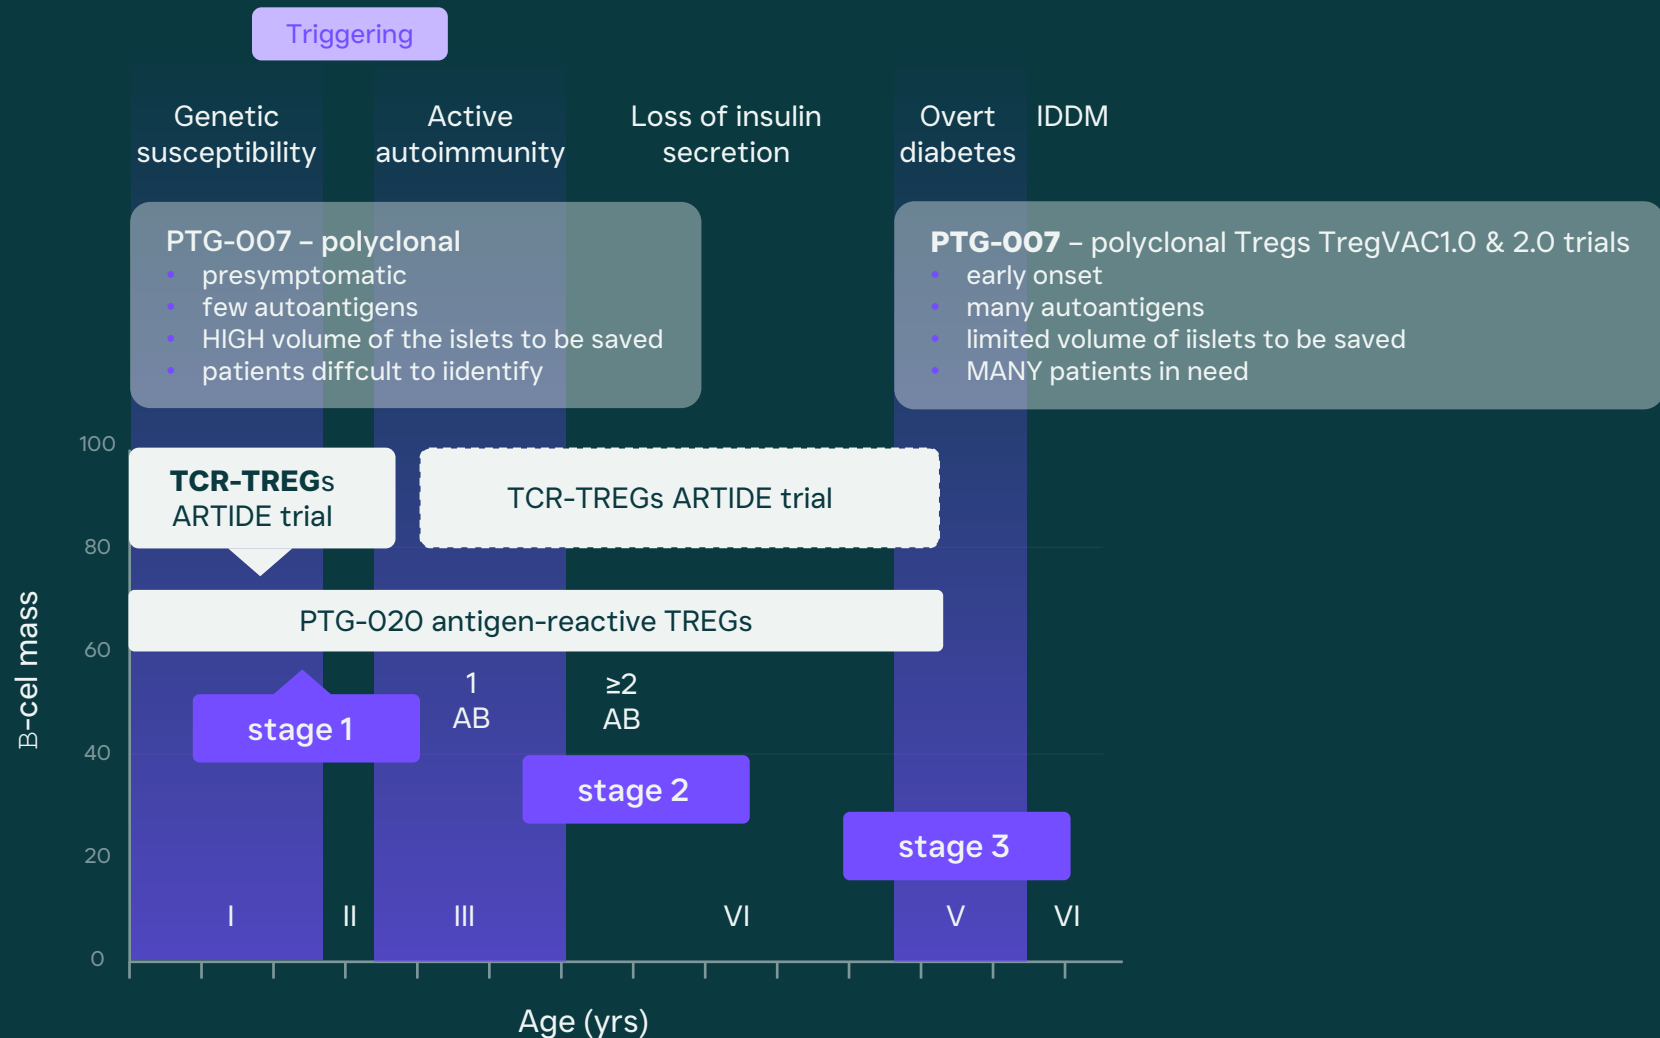 Triggering
Genetic
susceptibility
Active
autoimmunity
Loss of insulin
secretion
Overt
diabetes
IDDM
PTG-007 – polyclonal
• presymptomatic
• few autoantigens
• HIGH volume of the islets to be saved
• patients diffcult to iidentify
PTG-007 – polyclonal Tregs TregVAC1.0 & 2.0 trials
• early onset
• many autoantigens
• limited volume of iislets to be saved
• MANY patients in need
100
80
60
40
20
0
B-cel mass
TCR-TREGs
ARTIDE trial
TCR-TREGs ARTIDE trial
PTG-020 antigen-reactive TREGs
1
AB
≥2
AB
stage 1
stage 2
stage 3
I
II
III
VI
V
VI
Age (yrs)